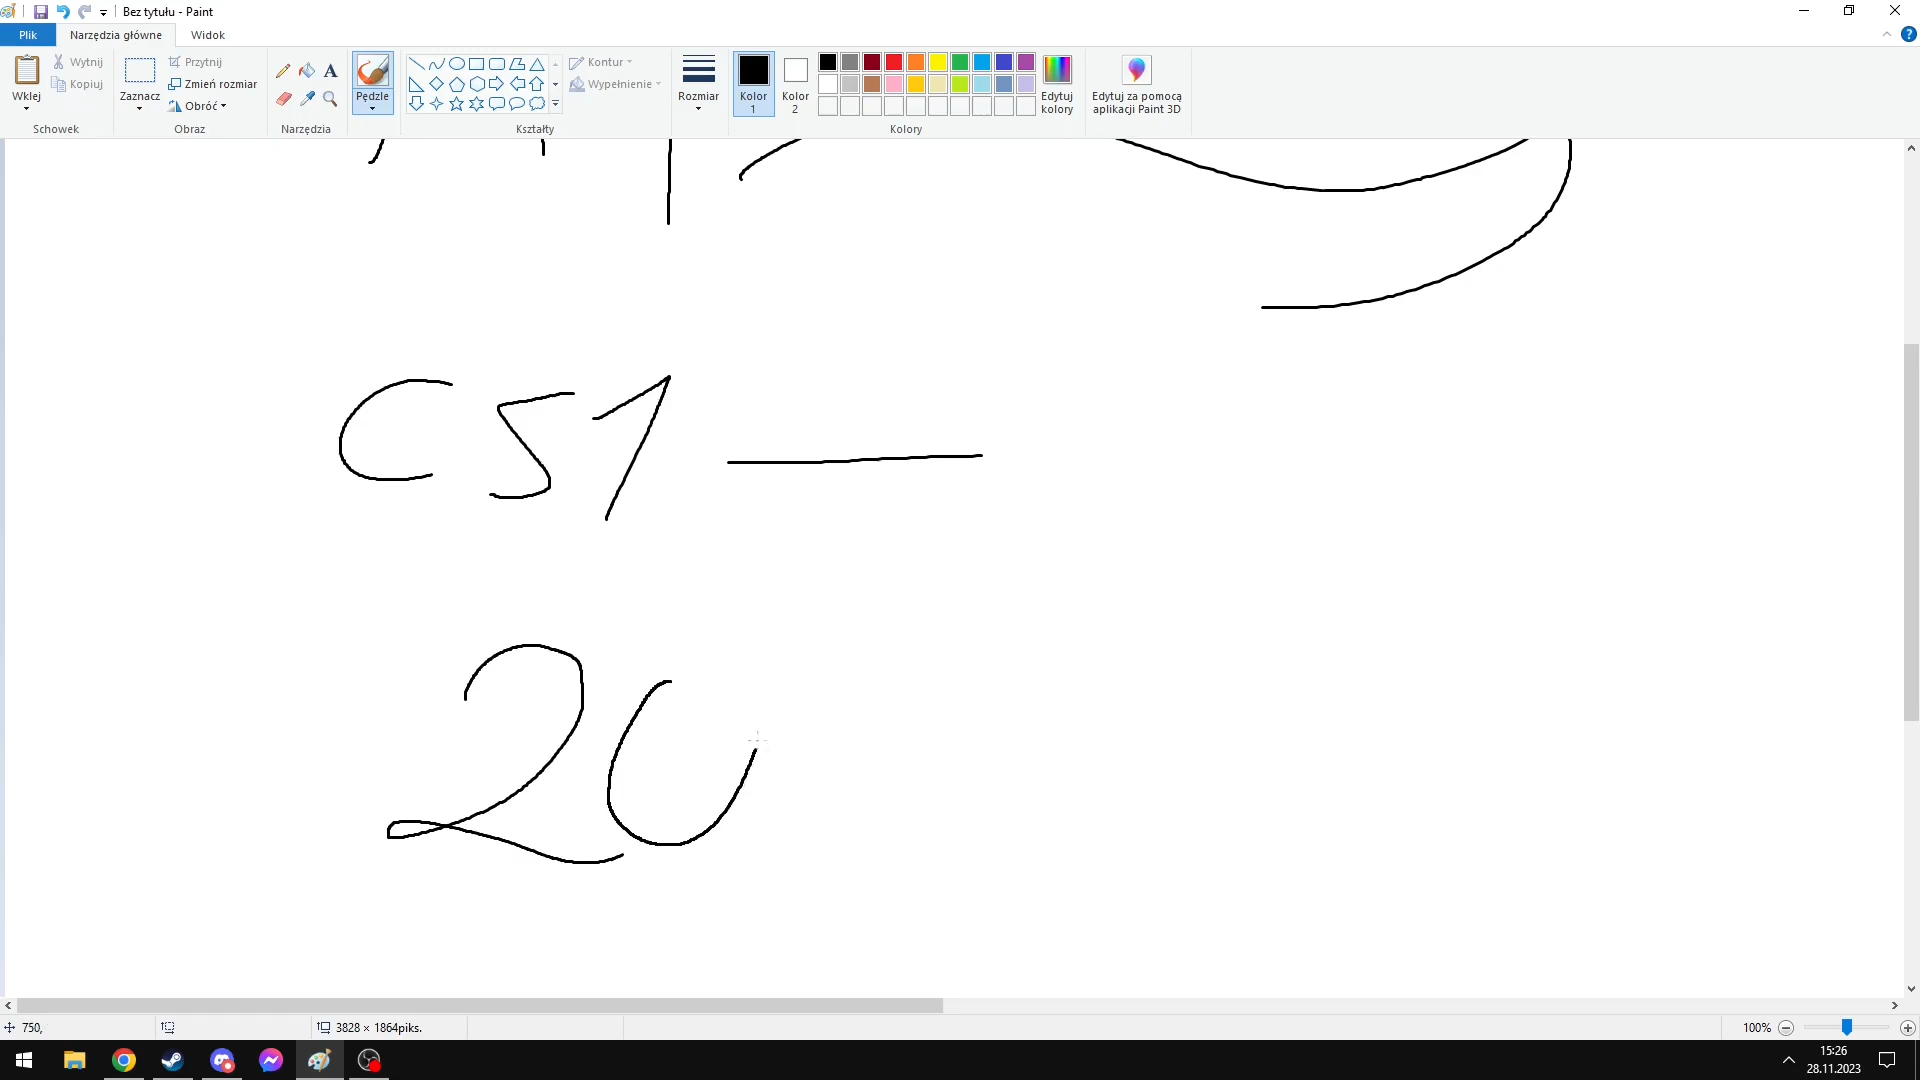 Bez tytułu - Paint
Plik Narzędzia główne Widok
Wklej Wytnij Kopiuj Schowek
Zaznacz Przytnij Zmień rozmiar Obróć Obraz
Narzędzia
Pędzle
Kontur Wypełnienie Kształty
Rozmiar
Kolor 1 Kolor 2 Edytuj kolory Kolory
Edytuj za pomocą aplikacji Paint 3D
CS1 —
20
750, 3828 × 1864piks. 100%
15:26
28.11.2023